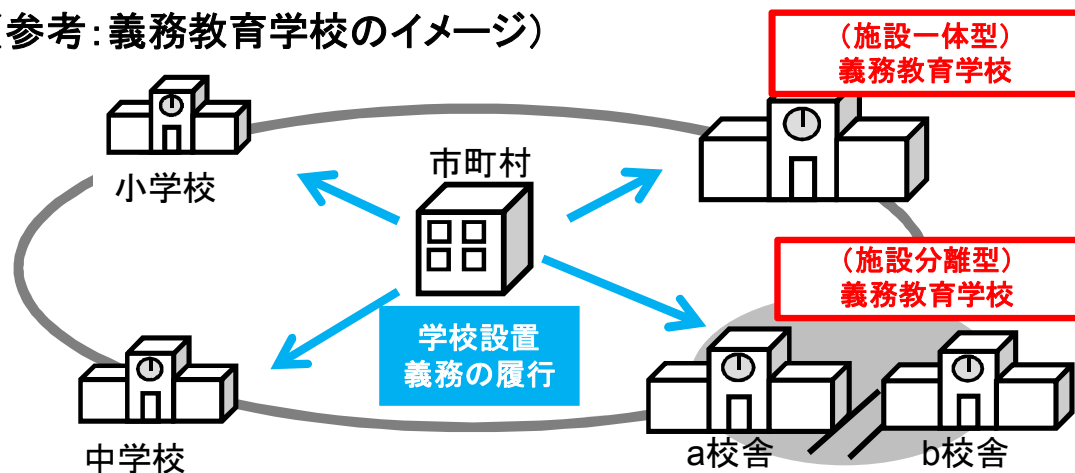 （参考：義務教育学校のイメージ）
（施設一体型）
義務教育学校
市町村
小学校
（施設分離型）
義務教育学校
学校設置
義務の履行
中学校
a校舎
b校舎